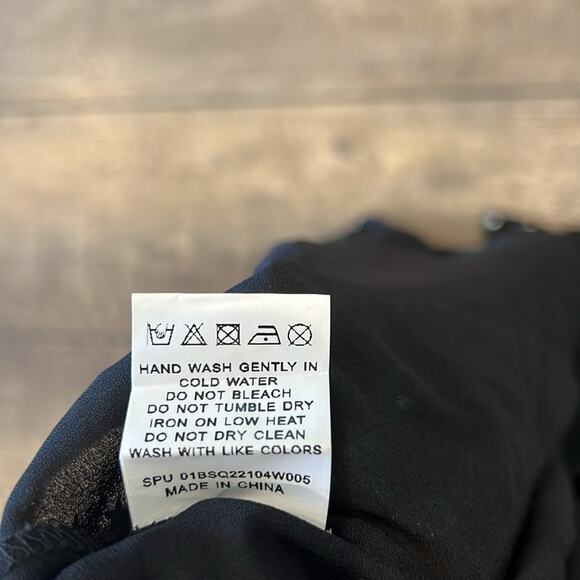 HAND WASH GENTLY IN
COLD WATER
DO NOT BLEACH
DO NOT TUMBLE DRY
IRON ON LOW HEAT
DO NOT DRY CLEAN
WASH WITH LIKE COLORS
SPU 01BSQ22104W005
MADE IN CHINA